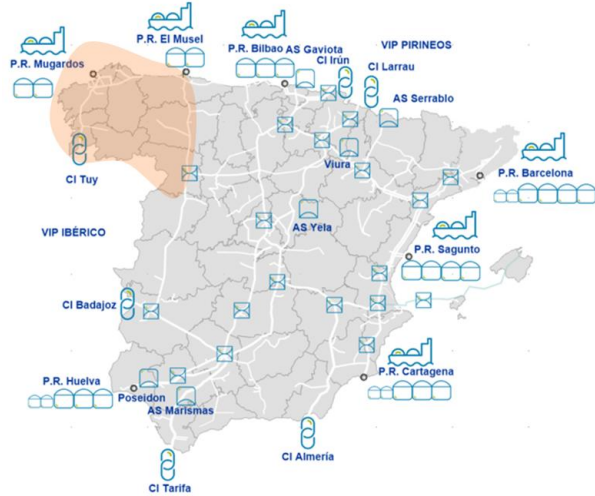 P.R. El Musel
P.R. Mugardos
P.R. Bilbao
AS Gaviota
CI Irún
VIP PIRINEOS
CI Larrau
AS Serrablo
Viura
CI Tuy
P.R. Barcelona
AS Yela
VIP IBÉRICO
P.R. Sagunto
CI Badajoz
P.R. Huelva
Poseidon
AS Marismas
P.R. Cartagena
CI Almería
CI Tarifa